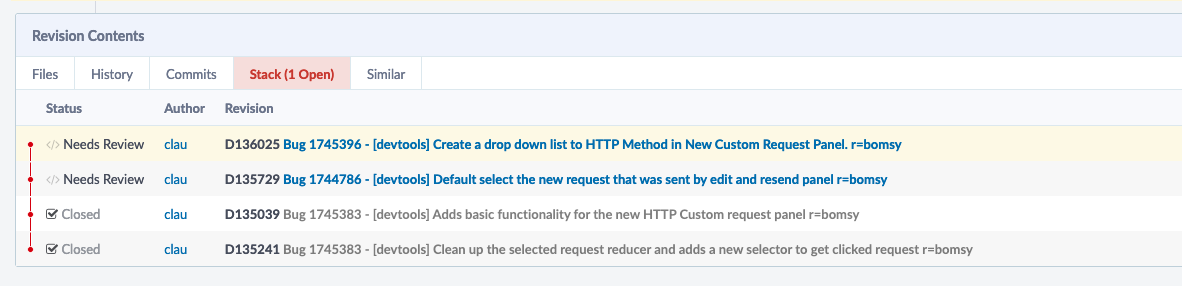 Revision Contents
Files History Commits Stack (1 Open) Similar
Status Author Revision
</> Needs Review clau D136025 Bug 1745396 - [devtools] Create a drop down list to HTTP Method in New Custom Request Panel. r=bomsy
</> Needs Review clau D135729 Bug 1744786 - [devtools] Default select the new request that was sent by edit and resend panel r=bomsy
Closed clau D135039 Bug 1745383 - [devtools] Adds basic functionality for the new HTTP Custom request panel r=bomsy
Closed clau D135241 Bug 1745383 - [devtools] Clean up the selected request reducer and adds a new selector to get clicked request r=bomsy